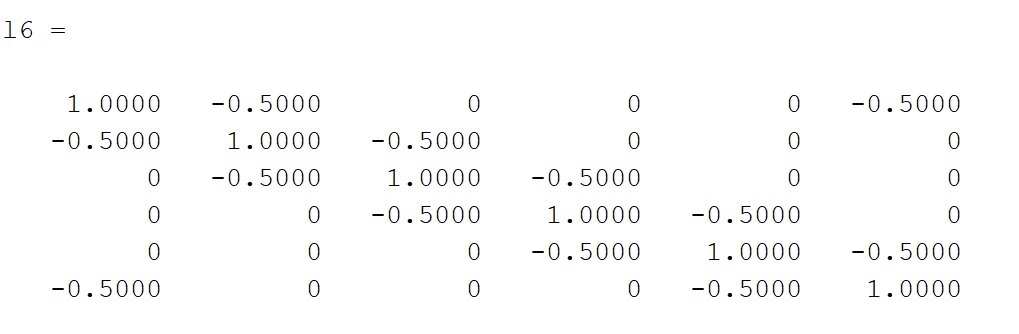 l6 =
1.0000 -0.5000 0 0 0 -0.5000
-0.5000 1.0000 -0.5000 0 0 0
0 -0.5000 1.0000 -0.5000 0 0
0 0 -0.5000 1.0000 -0.5000 0
0 0 0 -0.5000 1.0000 -0.5000
-0.5000 0 0 0 -0.5000 1.0000